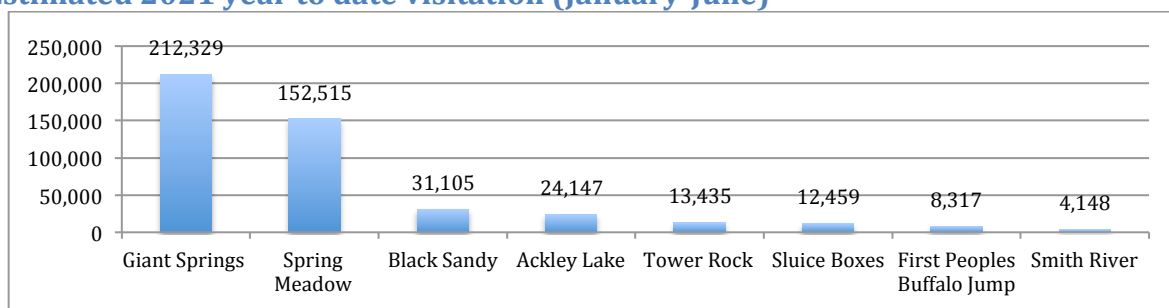 Estimated 2021 year to date visitation (January-June)
250,000
200,000
150,000
100,000
50,000
0
212,329
152,515
31,105
24,147
13,435
12,459
8,317
4,148
Giant Springs
Spring
Meadow
Black Sandy
Ackley Lake
Tower Rock
Sluice Boxes
First Peoples
Buffalo Jump
Smith River